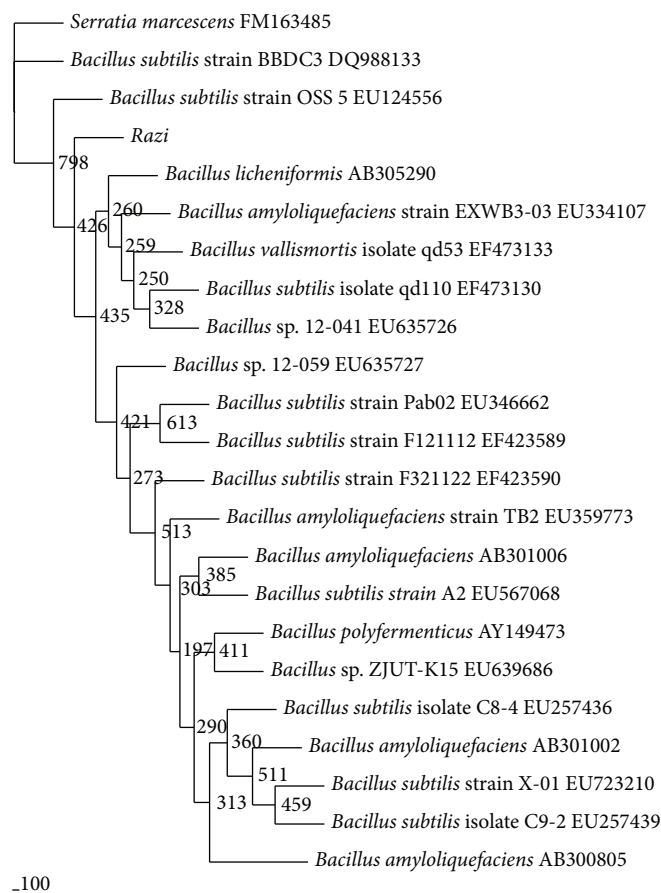 Serratia marcescens FM163485
Bacillus subtilis strain BBDC3 DQ988133
Bacillus subtilis strain OSS 5 EU124556
Razi
798
Bacillus licheniformis AB305290
260
Bacillus amyloliquefaciens strain EXWB3-03 EU334107
426
259
Bacillus vallismortis isolate qd53 EF473133
250
Bacillus subtilis isolate qd110 EF473130
328
435
Bacillus sp. 12-041 EU635726
Bacillus sp. 12-059 EU635727
Bacillus subtilis strain Pab02 EU346662
421
613
Bacillus subtilis strain F121112 EF423589
273
Bacillus subtilis strain F321122 EF423590
Bacillus amyloliquefaciens strain TB2 EU359773
513
Bacillus amyloliquefaciens AB301006
385
303
Bacillus subtilis strain A2 EU567068
Bacillus polyfermenticus AY149473
197
411
Bacillus sp. ZJUT-K15 EU639686
Bacillus subtilis isolate C8-4 EU257436
290
360
Bacillus amyloliquefaciens AB301002
511
Bacillus subtilis strain X-01 EU723210
313
459
Bacillus subtilis isolate C9-2 EU257439
Bacillus amyloliquefaciens AB300805
_100